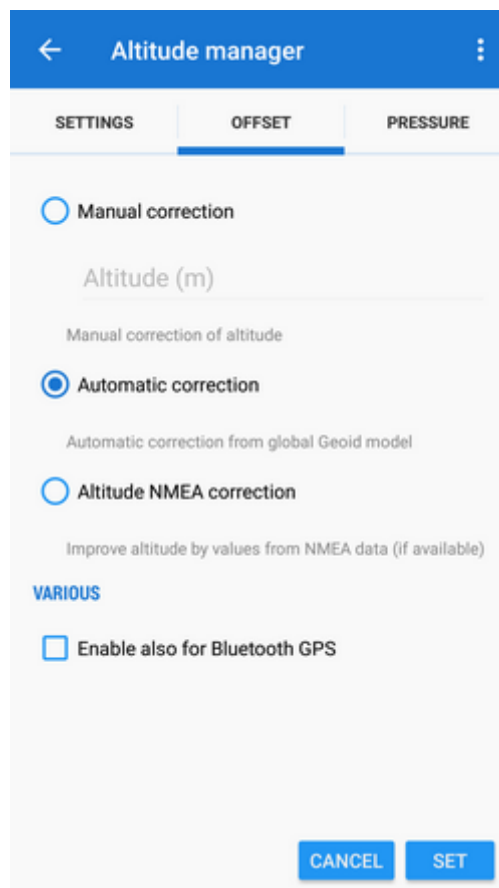 Altitude manager
SETTINGS OFFSET PRESSURE
Manual correction
Altitude (m)
Manual correction of altitude
Automatic correction
Automatic correction from global Geoid model
Altitude NMEA correction
Improve altitude by values from NMEA data (if available)
VARIOUS
Enable also for Bluetooth GPS
CANCEL SET